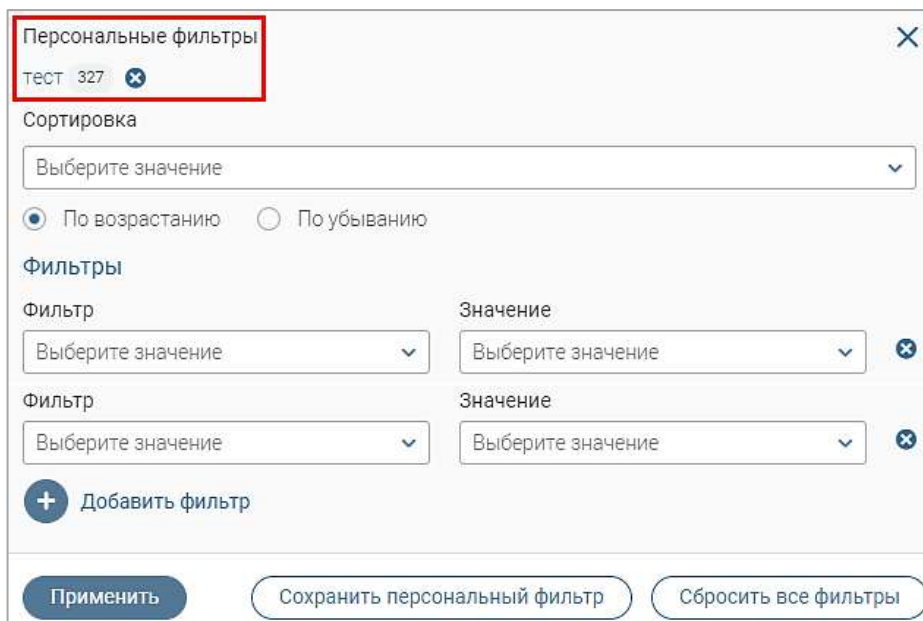 Персональные фильтры
тест 327
Сортировка
Выберите значение
По возрастанию По убыванию
Фильтры
Фильтр Значение
Выберите значение Выберите значение
Фильтр Значение
Выберите значение Выберите значение
Добавить фильтр
Применить Сохранить персональный фильтр Сбросить все фильтры